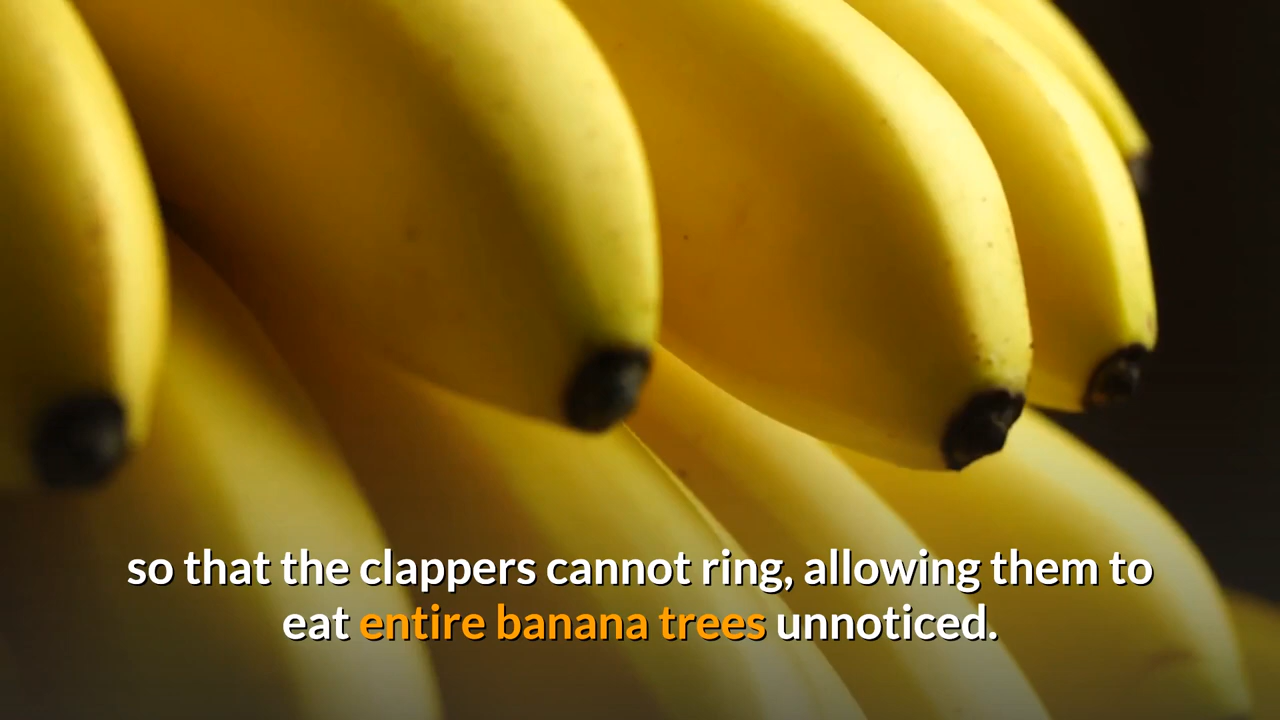 so that the clappers cannot ring, allowing them to
eat entire banana trees unnoticed.